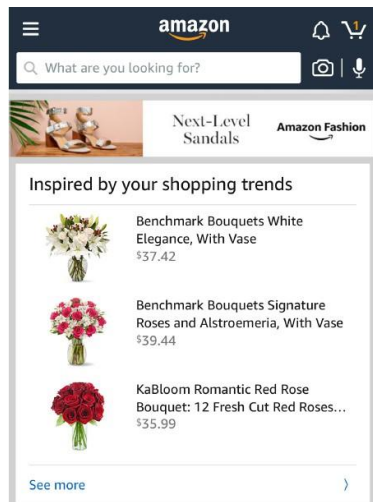 amazon
1
What are you looking for?
Next-Level
Sandals
Amazon Fashion
Inspired by your shopping trends
Benchmark Bouquets White
Elegance, With Vase
$37.42
Benchmark Bouquets Signature
Roses and Alstroemeria, With Vase
$39.44
KaBloom Romantic Red Rose
Bouquet: 12 Fresh Cut Red Roses...
$35.99
See more